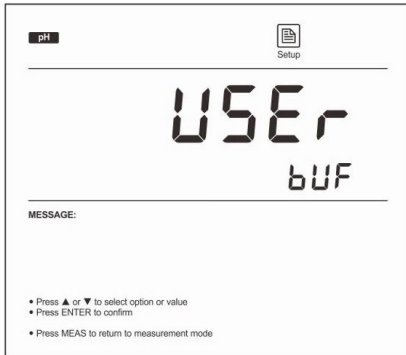 pH
Setup
USEr
bUF
MESSAGE:
• Press ▲ or ▼ to select option or value
• Press ENTER to confirm
• Press MEAS to return to measurement mode